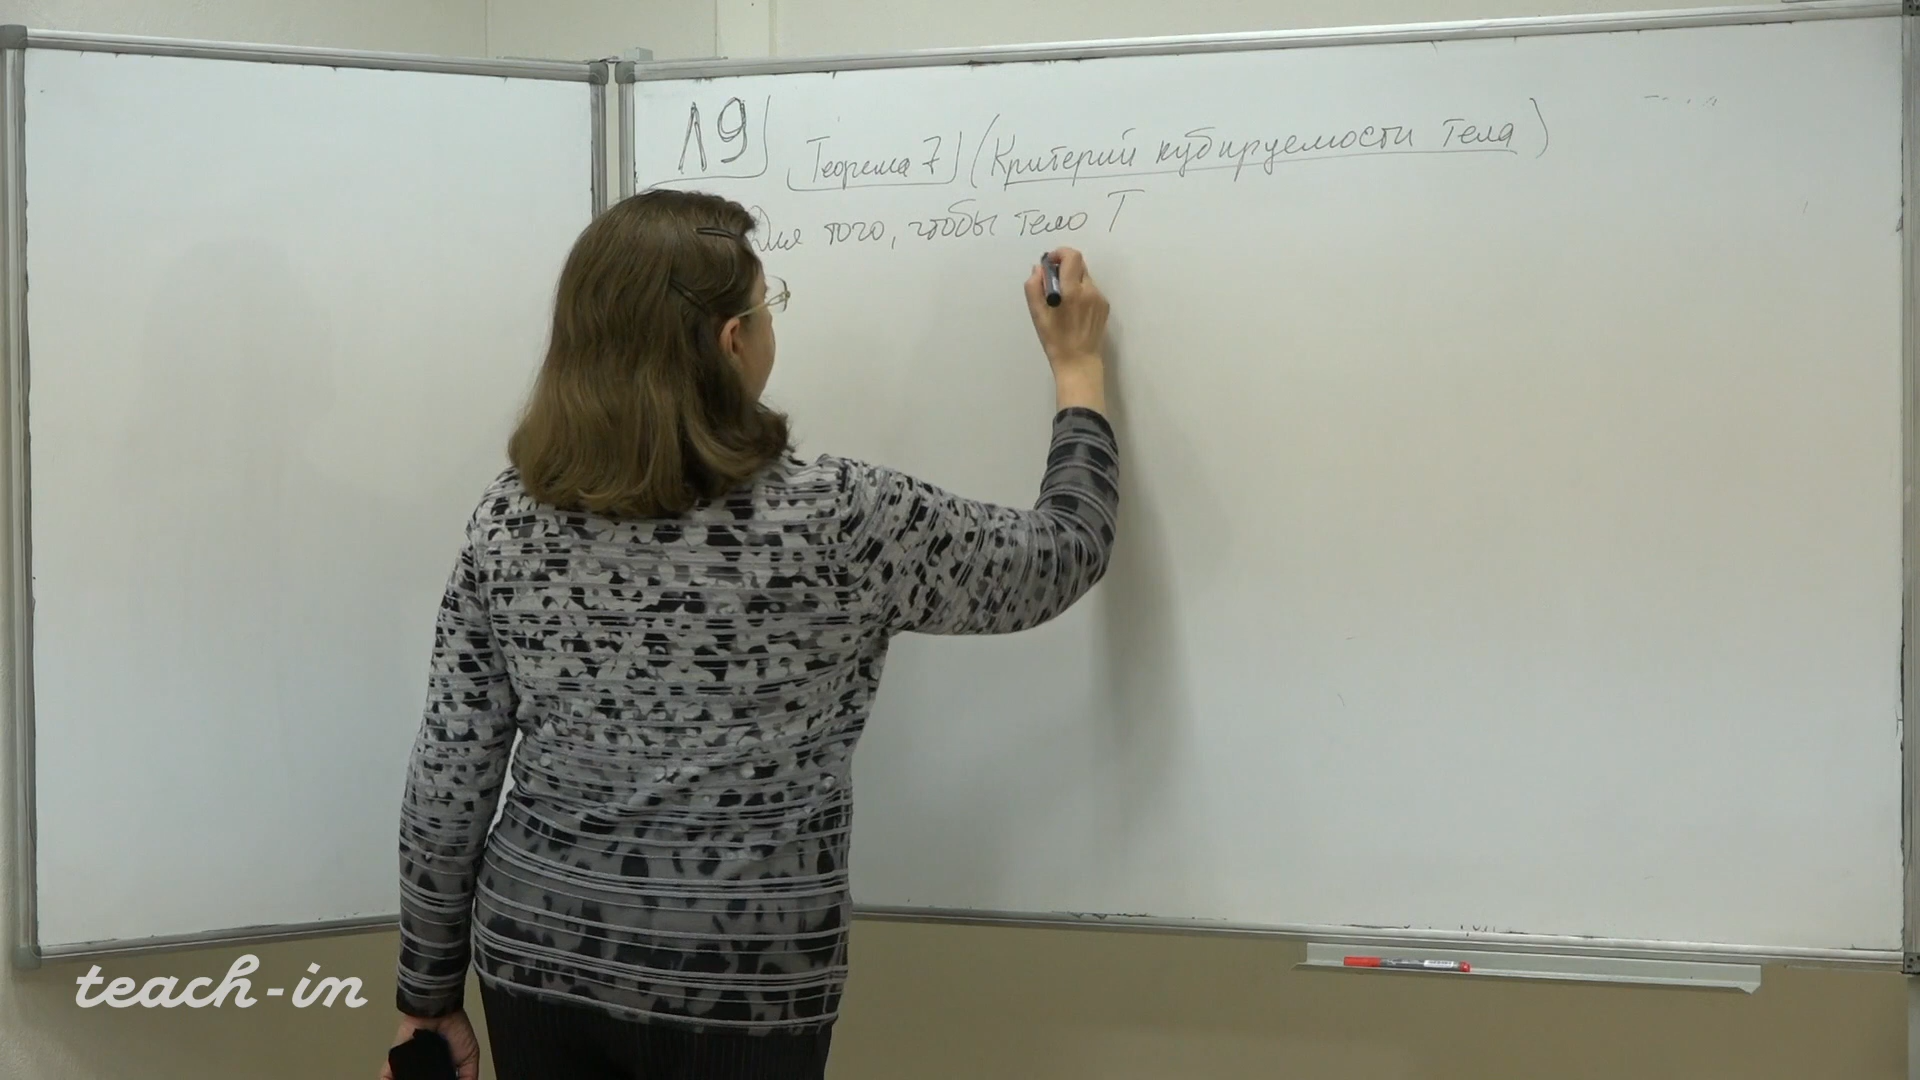 Л9 Теорема 7 (Критерий кубируемости тела)
Для того, чтобы тело T
teach-in